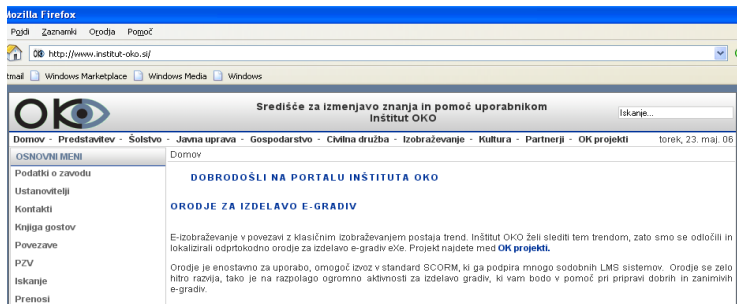 Mozilla Firefox
Pojdi Zaznamki Orodja Pomoč
http://www.institut-oko.si/
tmail Windows Marketplace Windows Media Windows
OKO
Središče za izmenjavo znanja in pomoč uporabnikom
Inštitut OKO
Iskanje...
Domov - Predstavitev - Šolstvo - Javna uprava - Gospodarstvo - Civilna družba - Izobraževanje - Kultura - Partnerji - OK projekti torek, 23. maj. 06
OSNOVNI MENI
Podatki o zavodu
Ustanovitelji
Kontakti
Knjiga gostov
Povezave
PZV
Iskanje
Prenosi
Domov
DOBRODOŠLI NA PORTALU INŠTITUTA OKO
ORODJE ZA IZDELAVO E-GRADIV
E-izobraževanje v povezavi z klasičnim izobraževanjem postaja trend. Inštitut OKO želi slediti tem trendom, zato smo se odločili in
lokalizirali odprtokodno orodje za izdelavo e-gradiv eXe. Projekt najdete med OK projekti.
Orodje je enostavno za uporabo, omogoč izvoz v standard SCORM, ki ga podpira mnogo sodobnih LMS sistemov. Orodje se zelo
hitro razvija, tako je na razpolago ogromno aktivnosti za izdelavo gradiv, ki vam bodo v pomoč pri pripravi dobrih in zanimivih
e-gradiv.